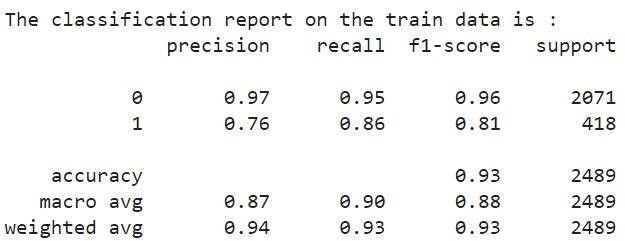 The classification report on the train data is :
precision recall f1-score support
0 0.97 0.95 0.96 2071
1 0.76 0.86 0.81 418
accuracy 0.93 2489
macro avg 0.87 0.90 0.88 2489
weighted avg 0.94 0.93 0.93 2489